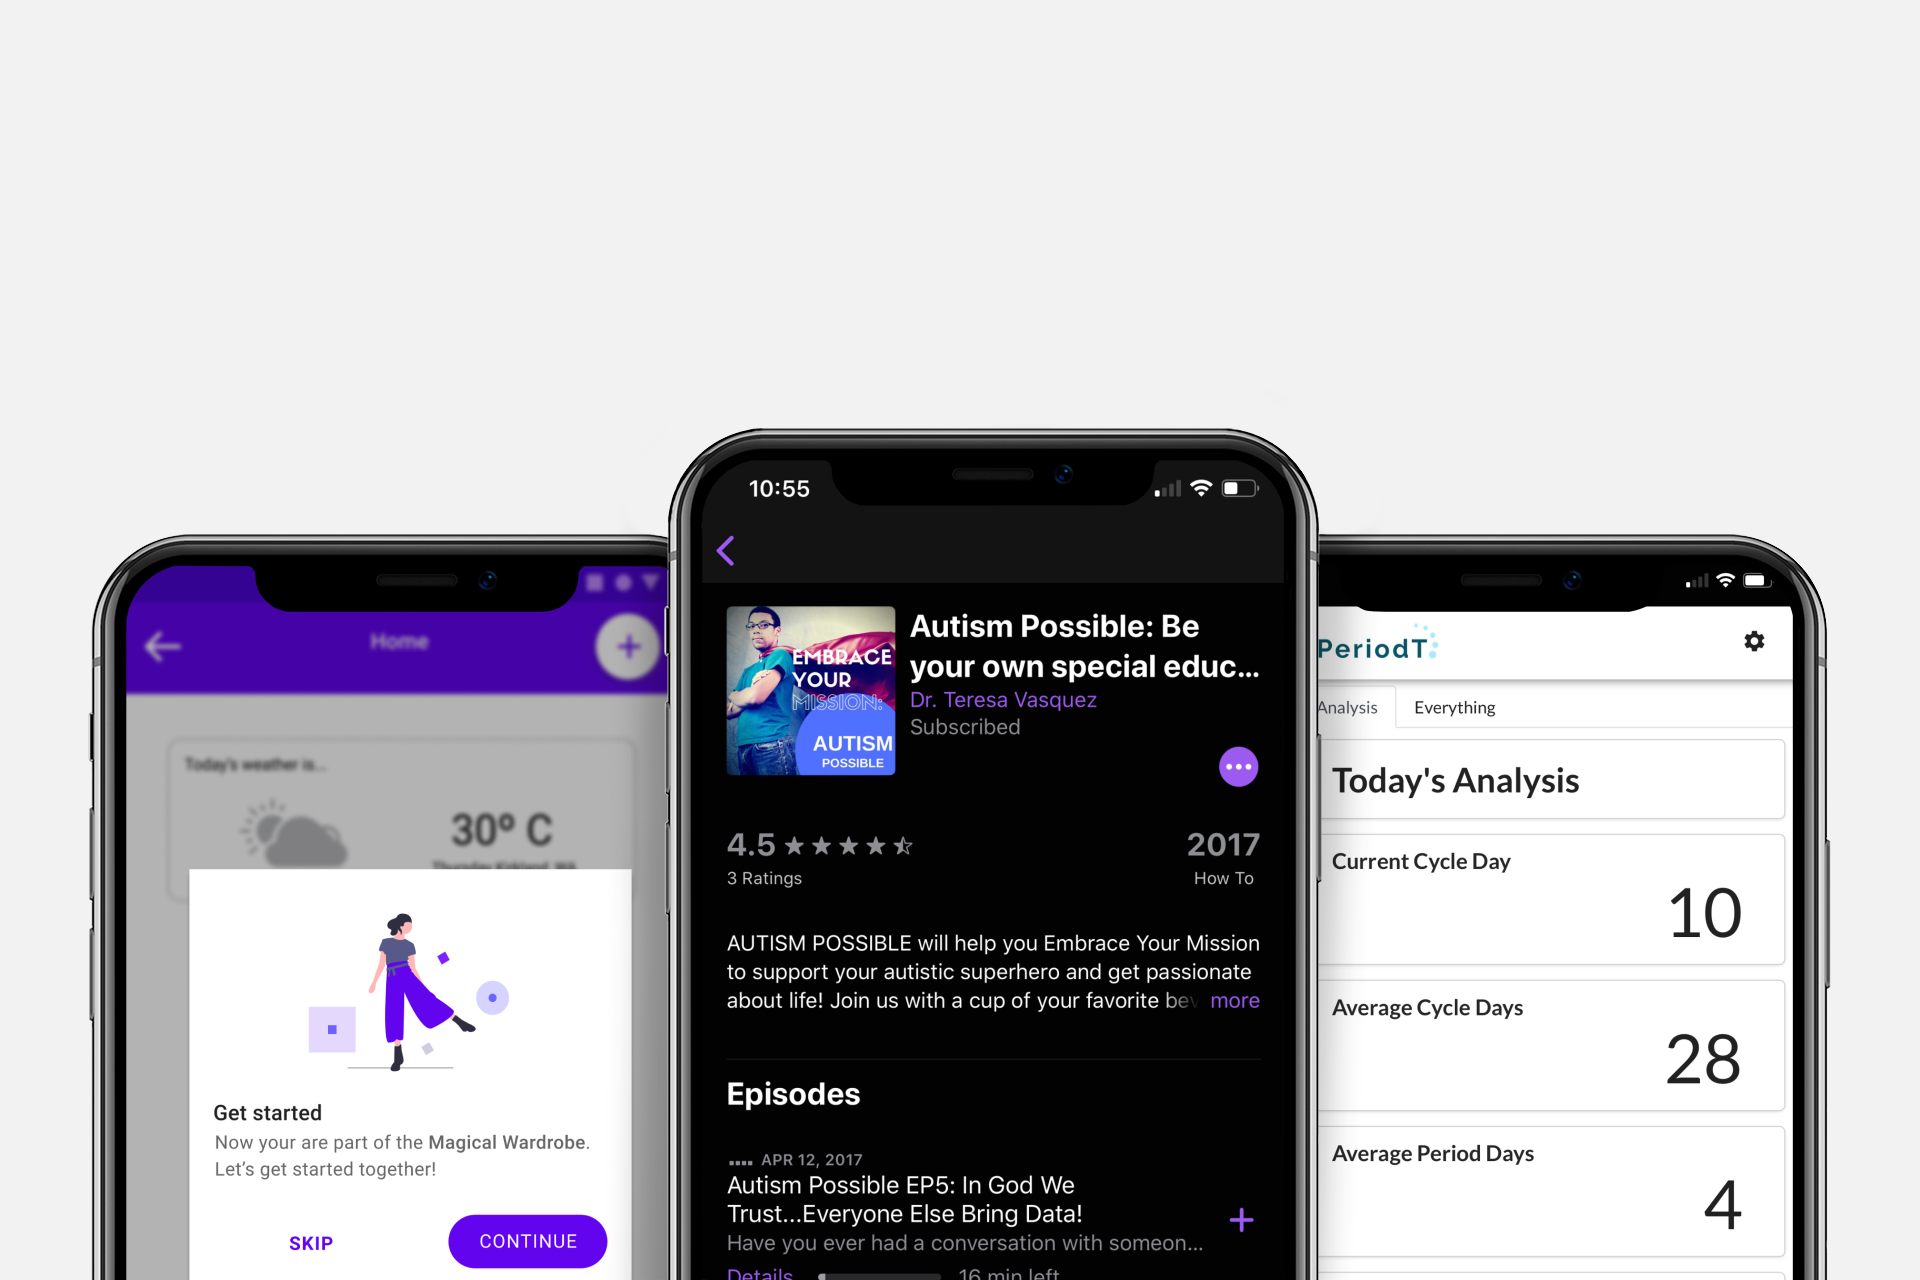 Home
Today's weather is...
30º C
Thursday Kirkland, WA
Get started
Now your are part of the Magical Wardrobe.
Let's get started together!
SKIP
CONTINUE
10:55
EMBRACE
YOUR
MISSION:
AUTISM
POSSIBLE
Autism Possible: Be
your own special educ...
Dr. Teresa Vasquez
Subscribed
4.5
3 Ratings
2017
How To
AUTISM POSSIBLE will help you Embrace Your Mission
to support your autistic superhero and get passionate
about life! Join us with a cup of your favorite bev more
Episodes
APR 12, 2017
Autism Possible EP5: In God We
Trust...Everyone Else Bring Data!
Have you ever had a conversation with someon...
Details 16 min left
PeriodT
Analysis Everything
Today's Analysis
Current Cycle Day
10
Average Cycle Days
28
Average Period Days
4